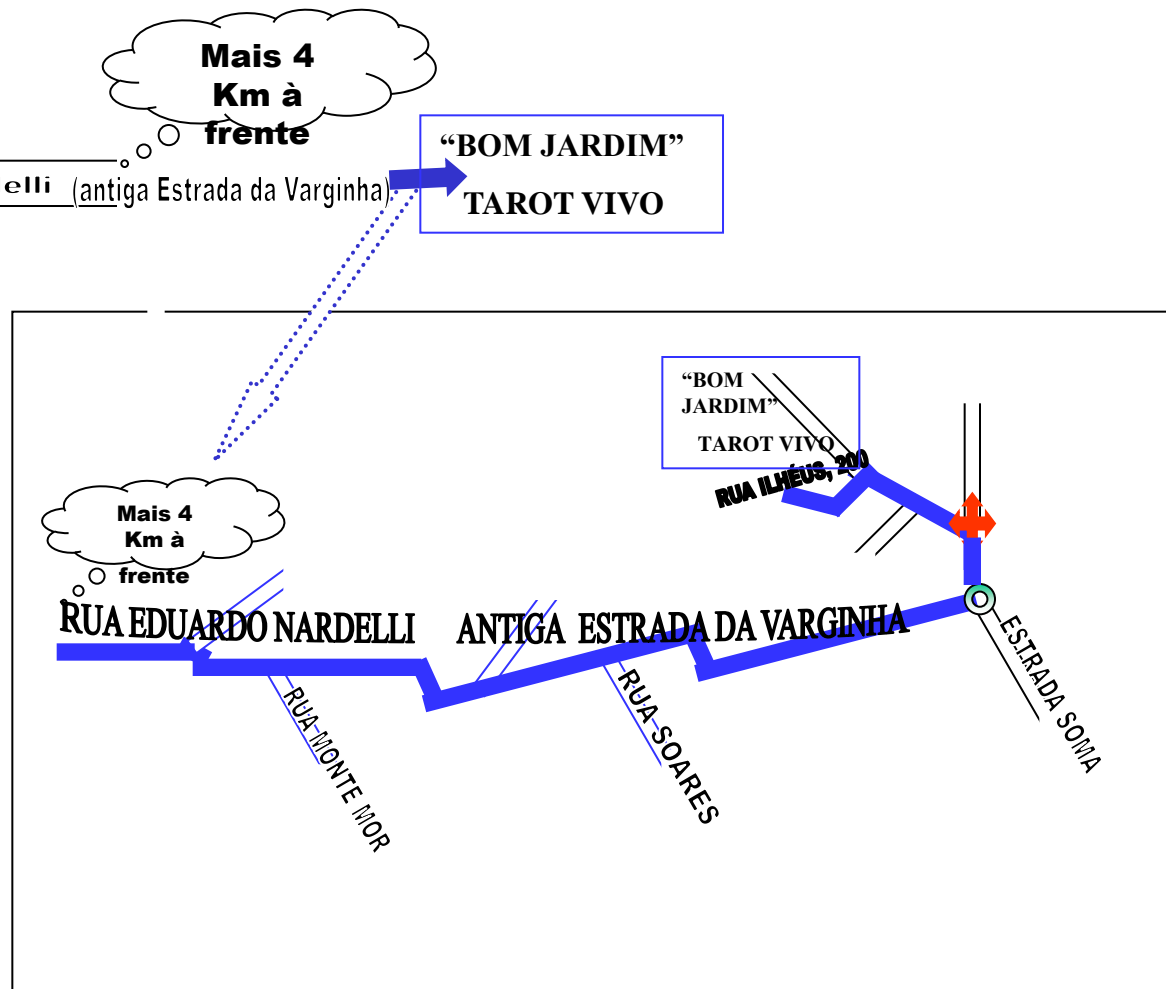 Mais 4
Km à
frente
“BOM JARDIM”
TAROT VIVO
elli (antiga Estrada da Varginha)
“BOM
JARDIM”
TAROT VIVO
RUA ILHÉUS, 200
Mais 4
Km à
frente
RUA EDUARDO NARDELLI ANTIGA ESTRADA DA VARGINHA
ESTRADA SOMA
RUA MONTE MOR
RUA SOARES